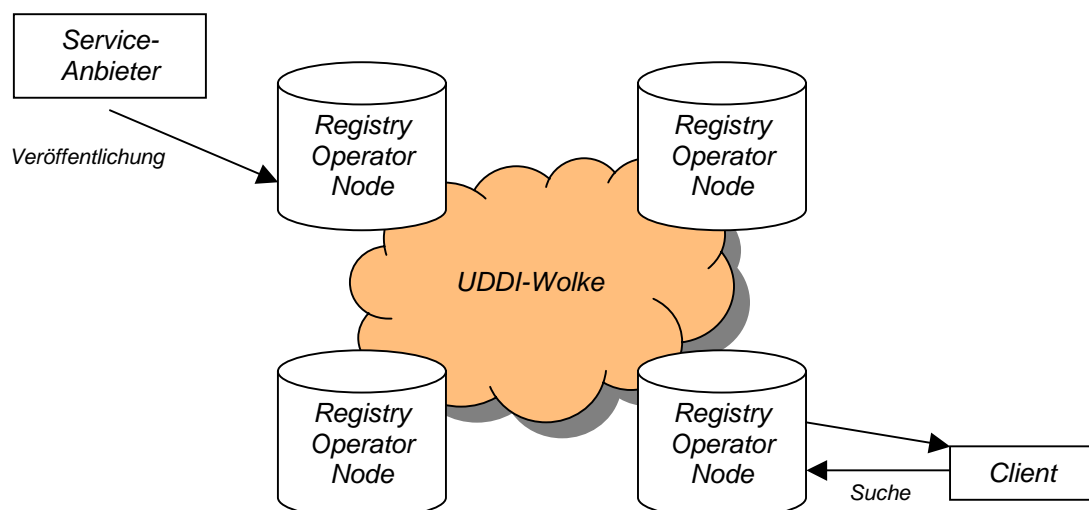 Service-
Anbieter
Veröffentlichung
Registry
Operator
Node
Registry
Operator
Node
UDDI-Wolke
Registry
Operator
Node
Registry
Operator
Node
Suche
Client